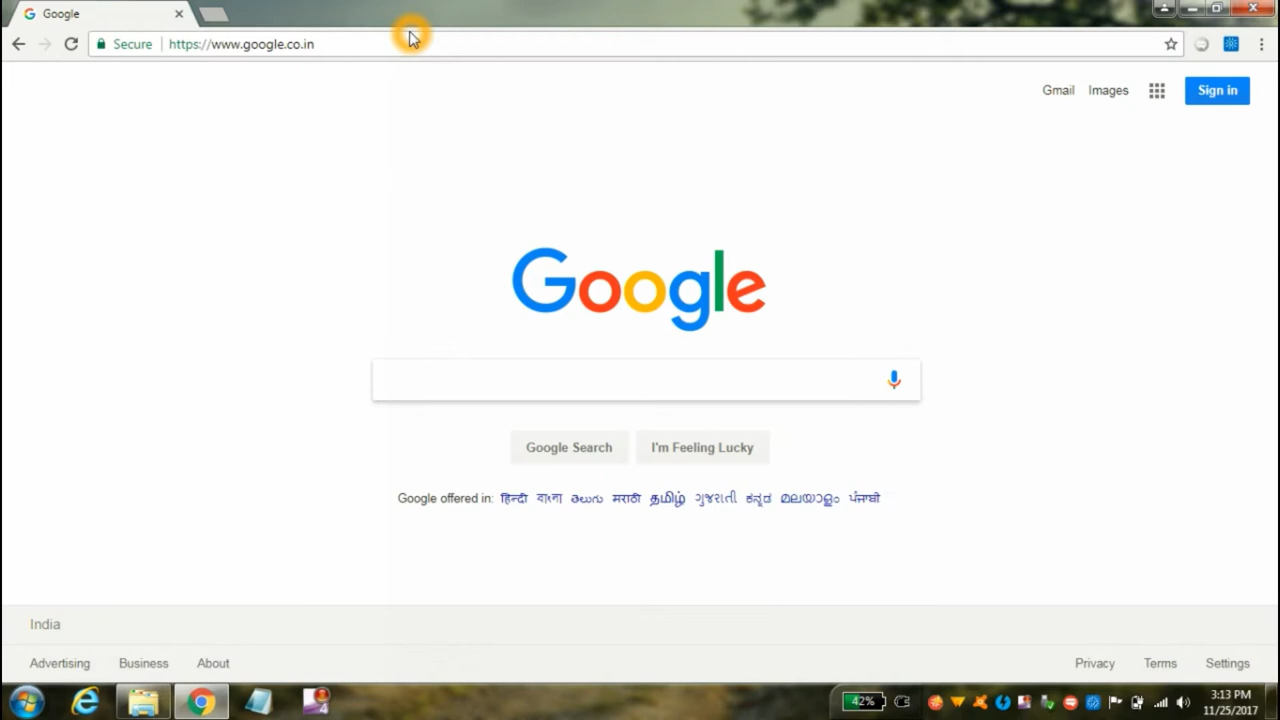 Google
Secure https://www.google.co.in
Gmail Images Sign in
Google
Google Search I'm Feeling Lucky
Google offered in: हिन्दी বাংলা తెలుగు मराठी தமிழ் ગુજરાતી ಕನ್ನಡ മലയാളം ਪੰਜਾਬੀ
India
Advertising Business About Privacy Terms Settings
42% 3:13 PM
11/25/2017